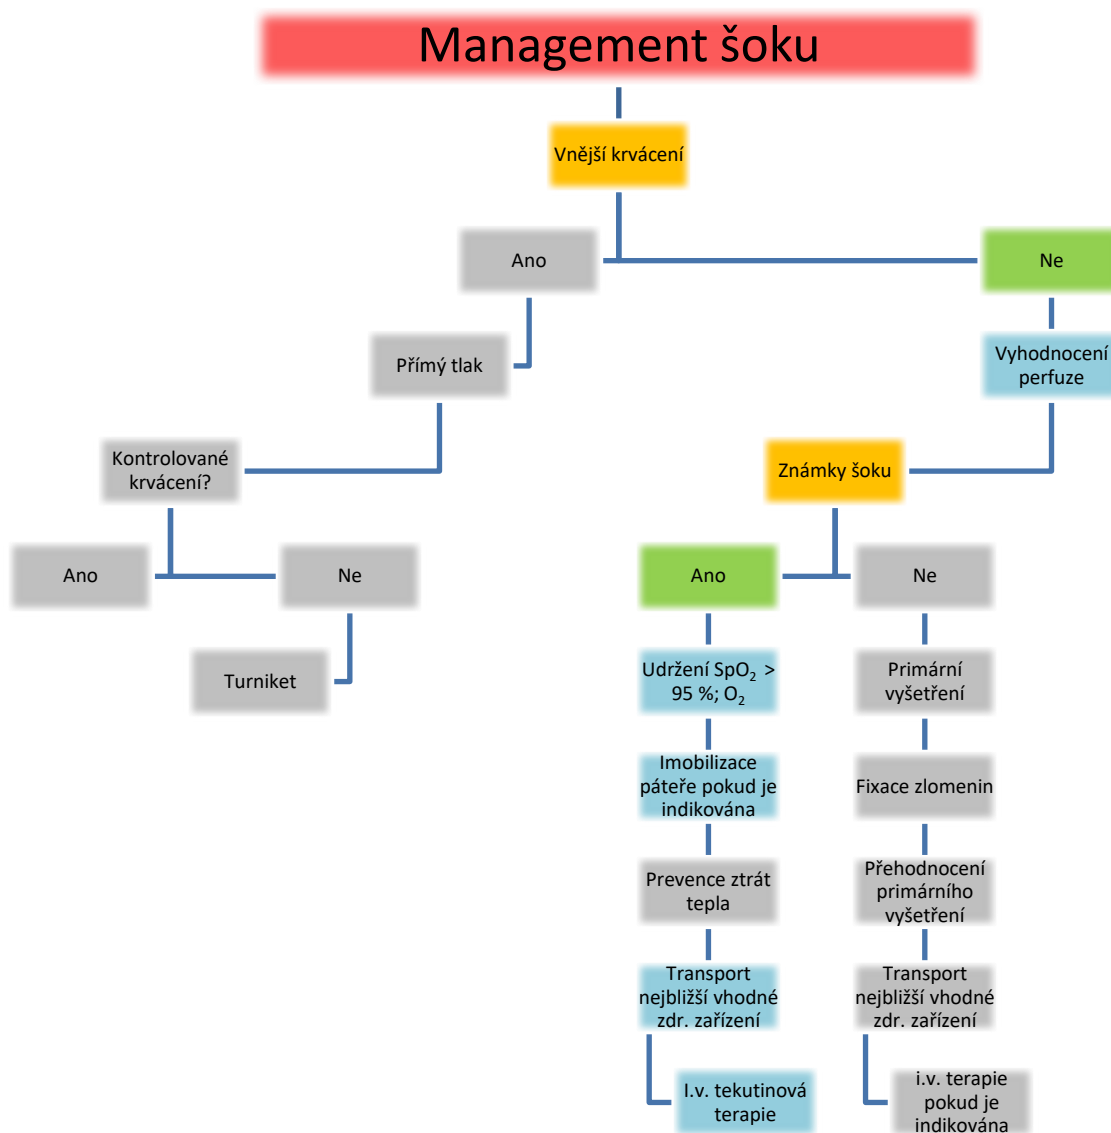 Management šoku
Vnější krvácení
Ano
Ne
Přímý tlak
Vyhodnocení
perfuze
Kontrolované
krvácení?
Známky šoku
Ano
Ne
Ano
Ne
Turniket
Udržení SpO₂ >
95 %; O₂
Primární
vyšetření
Imobilizace
páteře pokud je
indikována
Fixace zlomenin
Prevence ztrát
tepla
Přehodnocení
primárního
vyšetření
Transport
nejbližší vhodné
zdr. zařízení
Transport
nejbližší vhodné
zdr. zařízení
I.v. tekutinová
terapie
i.v. terapie
pokud je
indikována